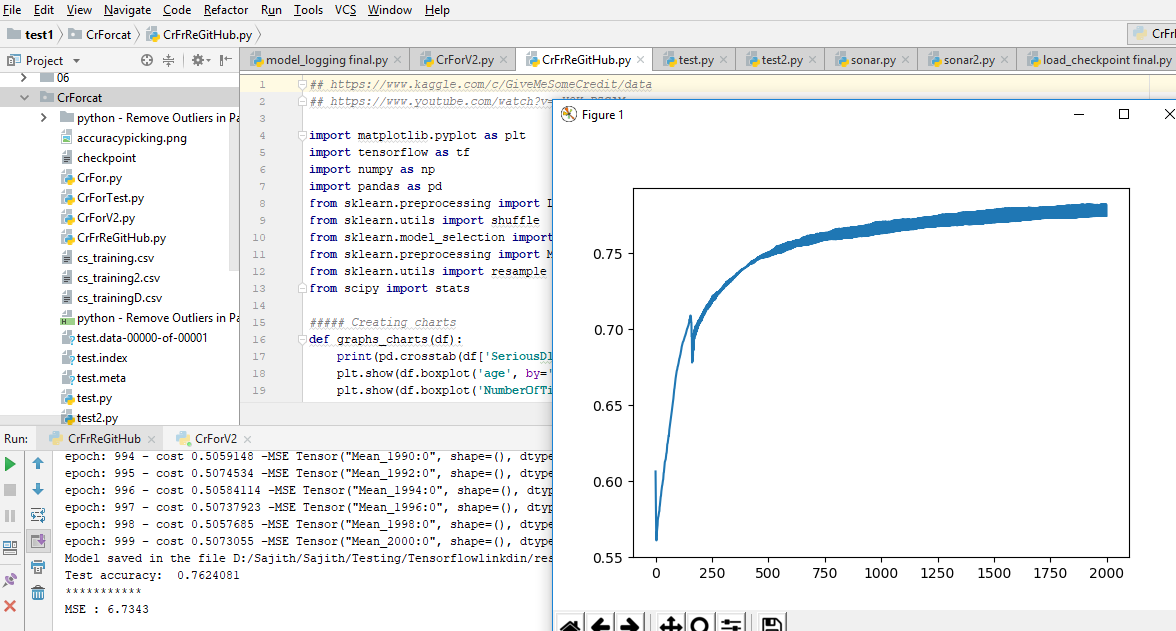 File Edit View Navigate Code Refactor Run Tools VCS Window Help
test1 CrForcat CrFrReGitHub.py CrFrI
Project
model_logging final.py CrForV2.py CrFrReGitHub.py test.py test2.py sonar.py sonar2.py load_checkpoint final.py
06
CrForcat
python - Remove Outliers in Pa
accuracypicking.png
checkpoint
CrFor.py
CrForTest.py
CrForV2.py
CrFrReGitHub.py
cs_training.csv
cs_training2.csv
cs_trainingD.csv
python - Remove Outliers in Pa
test.data-00000-of-00001
test.index
test.meta
test.py
test2.py
1 ## https://www.kaggle.com/c/GiveMeSomeCredit/data
2 ## https://www.youtube.com/watch?v=
3
4 import matplotlib.pyplot as plt
5 import tensorflow as tf
6 import numpy as np
7 import pandas as pd
8 from sklearn.preprocessing import
9 from sklearn.utils import shuffle
10 from sklearn.model_selection import
11 from sklearn.preprocessing import M
12 from sklearn.utils import resample
13 from scipy import stats
14
15 ##### Creating charts
16 def graphs_charts(df):
17 print(pd.crosstab(df['SeriousDl
18 plt.show(df.boxplot('age', by='
19 plt.show(df.boxplot('NumberOfTi
Figure 1
0.75
0.70
0.65
0.60
0.55
0 250 500 750 1000 1250 1500 1750 2000
Run: CrFrReGitHub CrForV2
epoch: 994 - cost 0.5059148 -MSE Tensor("Mean_1990:0", shape=(), dtype
epoch: 995 - cost 0.5074534 -MSE Tensor("Mean_1992:0", shape=(), dtype
epoch: 996 - cost 0.50584114 -MSE Tensor("Mean_1994:0", shape=(), dtyp
epoch: 997 - cost 0.50737923 -MSE Tensor("Mean_1996:0", shape=(), dtyp
epoch: 998 - cost 0.5057685 -MSE Tensor("Mean_1998:0", shape=(), dtype
epoch: 999 - cost 0.5073055 -MSE Tensor("Mean_2000:0", shape=(), dtype
Model saved in the file D:/Sajith/Sajith/Testing/Tensorflowlinkdin/res
Test accuracy: 0.7624081
***********
MSE : 6.7343